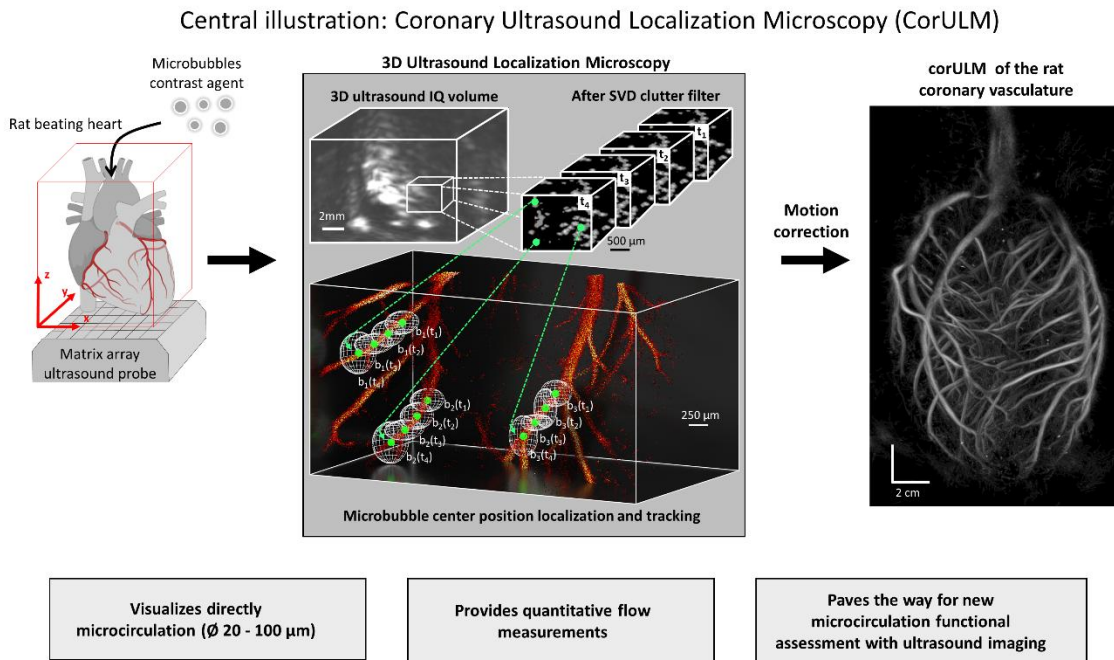 Central illustration: Coronary Ultrasound Localization Microscopy (CorULM)
Microbubbles
contrast agent
Rat beating heart
z
y
x
Matrix array
ultrasound probe
3D Ultrasound Localization Microscopy
3D ultrasound IQ volume
After SVD clutter filter
2mm
t₁
t₂
t₃
t₄
500 µm
b₁(t₁)
b₁(t₂)
b₁(t₃)
b₁(t₄)
b₂(t₁)
b₂(t₂)
b₂(t₃)
b₂(t₄)
b₃(t₁)
b₃(t₂)
b₃(t₃)
b₃(t₄)
250 µm
Microbubble center position localization and tracking
Motion
correction
corULM of the rat
coronary vasculature
2 cm
Visualizes directly
microcirculation (Ø 20 - 100 µm)
Provides quantitative flow
measurements
Paves the way for new
microcirculation functional
assessment with ultrasound imaging